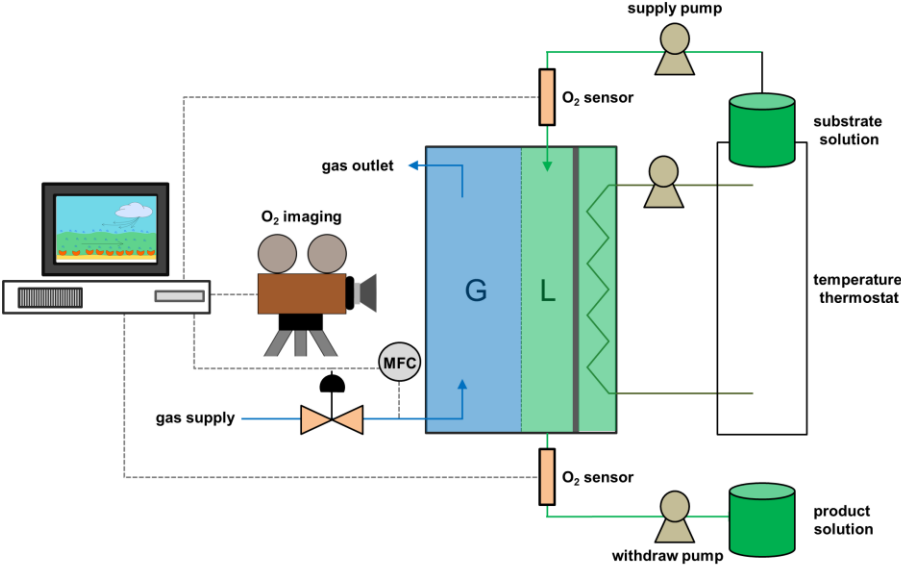 supply pump
O₂ sensor
substrate
solution
gas outlet
O₂ imaging
G
L
temperature
thermostat
MFC
gas supply
O₂ sensor
product
solution
withdraw pump